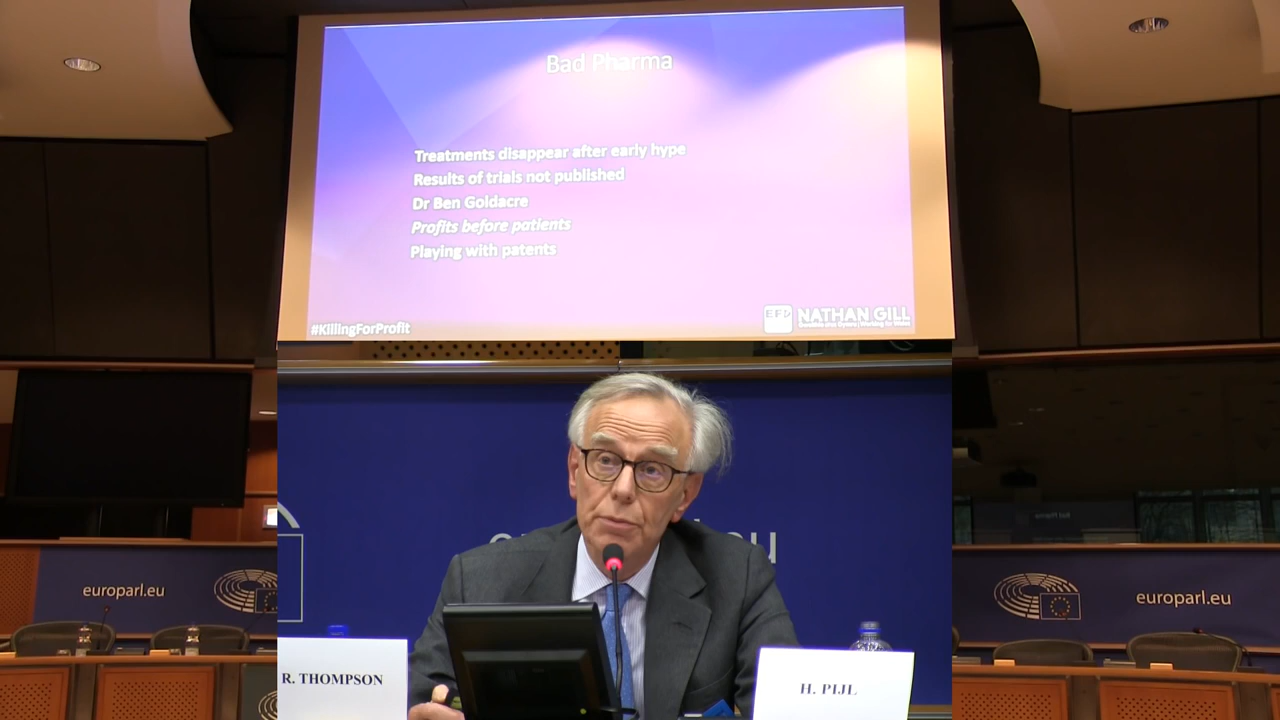 Bad Pharma
Treatments disappear after early hype
Results of trials not published
Dr Ben Goldacre
Profits before patients
Playing with patents
#KillingForProfit
EFD
NATHAN GILL
europarl.eu
europarl.eu
R. THOMPSON
H. PIJL